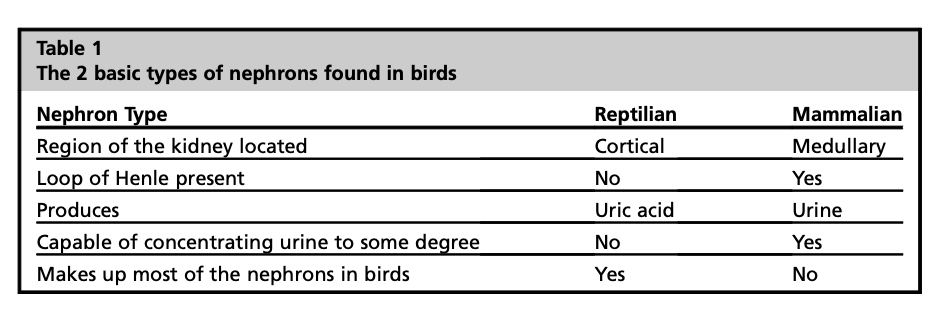 Table 1
The 2 basic types of nephrons found in birds
Nephron Type Reptilian Mammalian
Region of the kidney located Cortical Medullary
Loop of Henle present No Yes
Produces Uric acid Urine
Capable of concentrating urine to some degree No Yes
Makes up most of the nephrons in birds Yes No